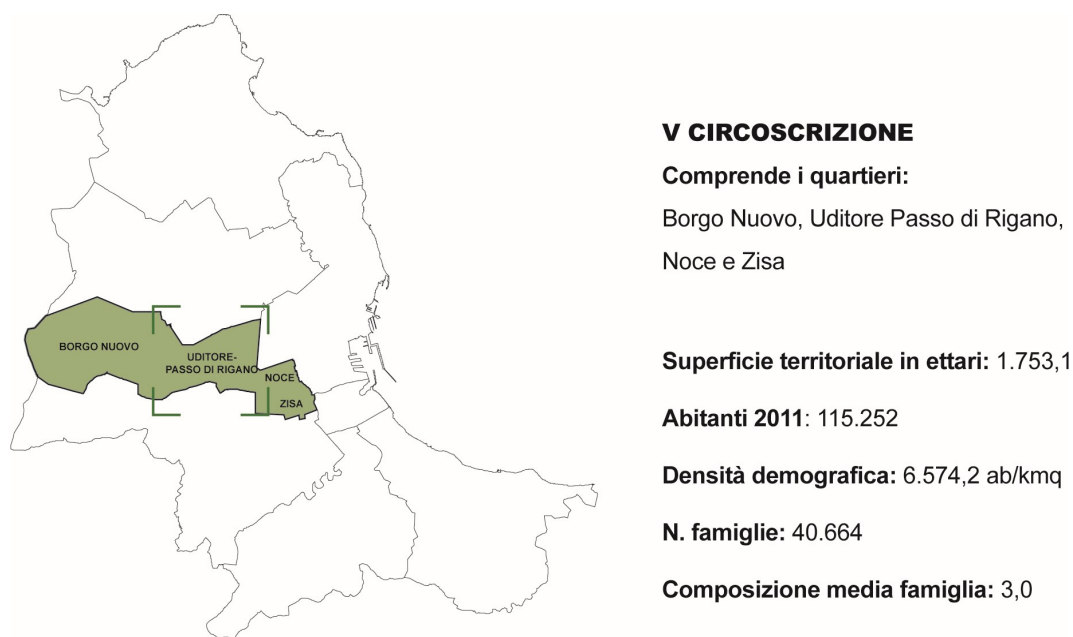 V CIRCOSCRIZIONE
Comprende i quartieri:
Borgo Nuovo, Uditore Passo di Rigano,
Noce e Zisa
BORGO NUOVO
UDITORE-
PASSO DI RIGANO
NOCE
ZISA
Superficie territoriale in ettari: 1.753,1
Abitanti 2011: 115.252
Densità demografica: 6.574,2 ab/kmq
N. famiglie: 40.664
Composizione media famiglia: 3,0